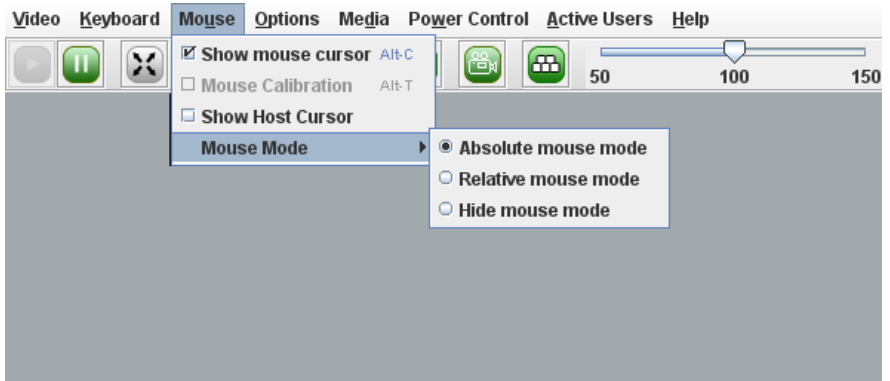 Video Keyboard Mouse Options Media Power Control Active Users Help
Show mouse cursor Alt-C
Mouse Calibration Alt-T
Show Host Cursor
Mouse Mode
Absolute mouse mode
Relative mouse mode
Hide mouse mode
50 100 150